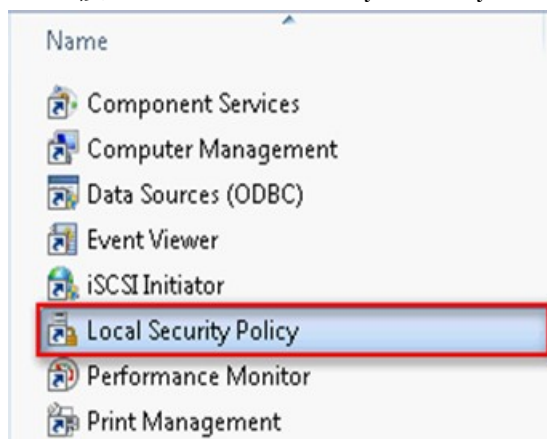 Name
Component Services
Computer Management
Data Sources (ODBC)
Event Viewer
iSCSI Initiator
Local Security Policy
Performance Monitor
Print Management